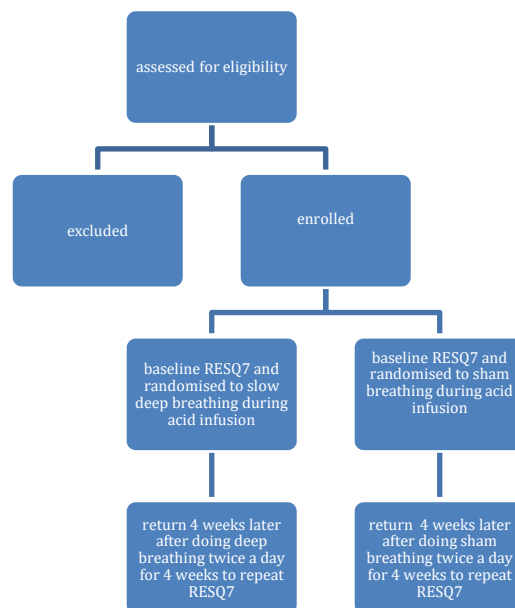 assessed for eligibility
excluded
enrolled
baseline RESQ7 and
randomised to slow
deep breathing during
acid infusion
baseline RESQ7 and
randomised to sham
breathing during acid
infusion
return 4 weeks later
after doing deep
breathing twice a day
for 4 weeks to repeat
RESQ7
return 4 weeks later
after doing sham
breathing twice a day
for 4 weeks to repeat
RESQ7